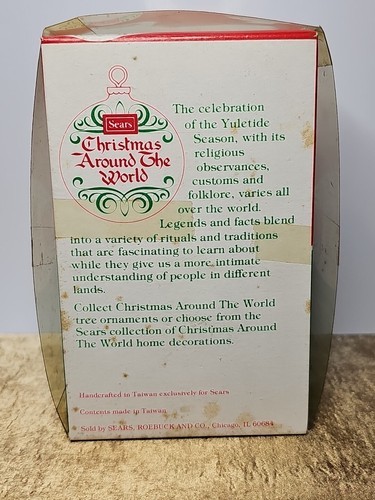 Sears
Christmas
Around The
World
The celebration
of the Yuletide
Season, with its
religious
observances,
customs and
folklore, varies all
over the world.
Legends and facts blend
into a variety of rituals and traditions
that are fascinating to learn about
while they give us a more intimate
understanding of people in different
lands.
Collect Christmas Around The World
tree ornaments or choose from the
Sears collection of Christmas Around
The World home decorations.
Handcrafted in Taiwan exclusively for Sears
Contents made in Taiwan
Sold by SEARS, ROEBUCK AND CO., Chicago, IL 60684